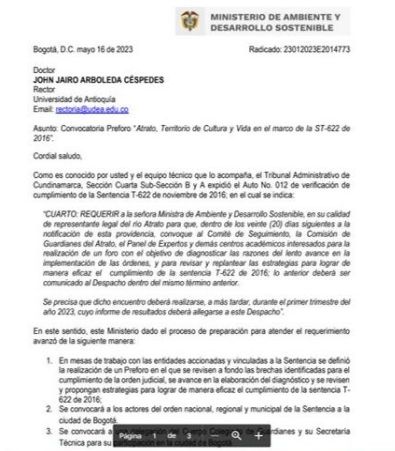 MINISTERIO DE AMBIENTE Y
DESARROLLO SOSTENIBLE
Bogotá, D.C. mayo 16 de 2023
Radicado: 23012023E2014773
Doctor
JOHN JAIRO ARBOLEDA CÉSPEDES
Rector
Universidad de Antioquía
Email: rectoria@udea.edu.co
Asunto: Convocatoria Preforo “Atrato, Territorio de Cultura y Vida en el marco de la ST-622 de
2016”.
Cordial saludo,
Como es conocido por usted y el equipo técnico que lo acompaña, el Tribunal Administrativo de
Cundinamarca, Sección Cuarta Sub-Sección B y A expidió el Auto No. 012 de verificación de
cumplimiento de la Sentencia T-622 de noviembre de 2016), en el cual se indica:
“CUARTO: REQUERIR a la señora Ministra de Ambiente y Desarrollo Sostenible, en su calidad
de representante legal del río Atrato para que, dentro de los veinte (20) días siguientes a la
notificación de esta providencia, convoque al Comité de Seguimiento, la Comisión de
Guardianes del Atrato, el Panel de Expertos y demás centros académicos interesados para la
realización de un foro con el objetivo de diagnosticar las razones del lento avance en la
implementación de las órdenes, y para revisar y replantear las estrategias para lograr de
manera eficaz el cumplimiento de la sentencia T-622 de 2016; lo anterior deberá ser
comunicado al Despacho dentro del mismo término anterior.
Se precisa que dicho encuentro deberá realizarse, a más tardar, durante el primer trimestre del
año 2023, cuyo informe de resultados deberá allegarse a este Despacho”.
En este sentido, este Ministerio dado el proceso de preparación para atender el requerimiento
avanzó de la siguiente manera:
1. En mesas de trabajo con las entidades accionadas y vinculadas a la Sentencia se definió
la realización de un Preforo en el que se revisen a fondo las brechas identificadas para el
cumplimiento de la orden judicial, se avance en la elaboración del diagnóstico y se revisen
y propongan estrategias para lograr de manera eficaz el cumplimiento de la sentencia T-
622 de 2016;
2. Se convocará a los actores del orden nacional, regional y municipal de la Sentencia a la
ciudad de Bogotá.
3. Se convocará a una delegación del Cuerpo Colegiado de Guardianes y su Secretaría
Técnica para su participación en la ciudad de Bogotá.
Página 1 de 3